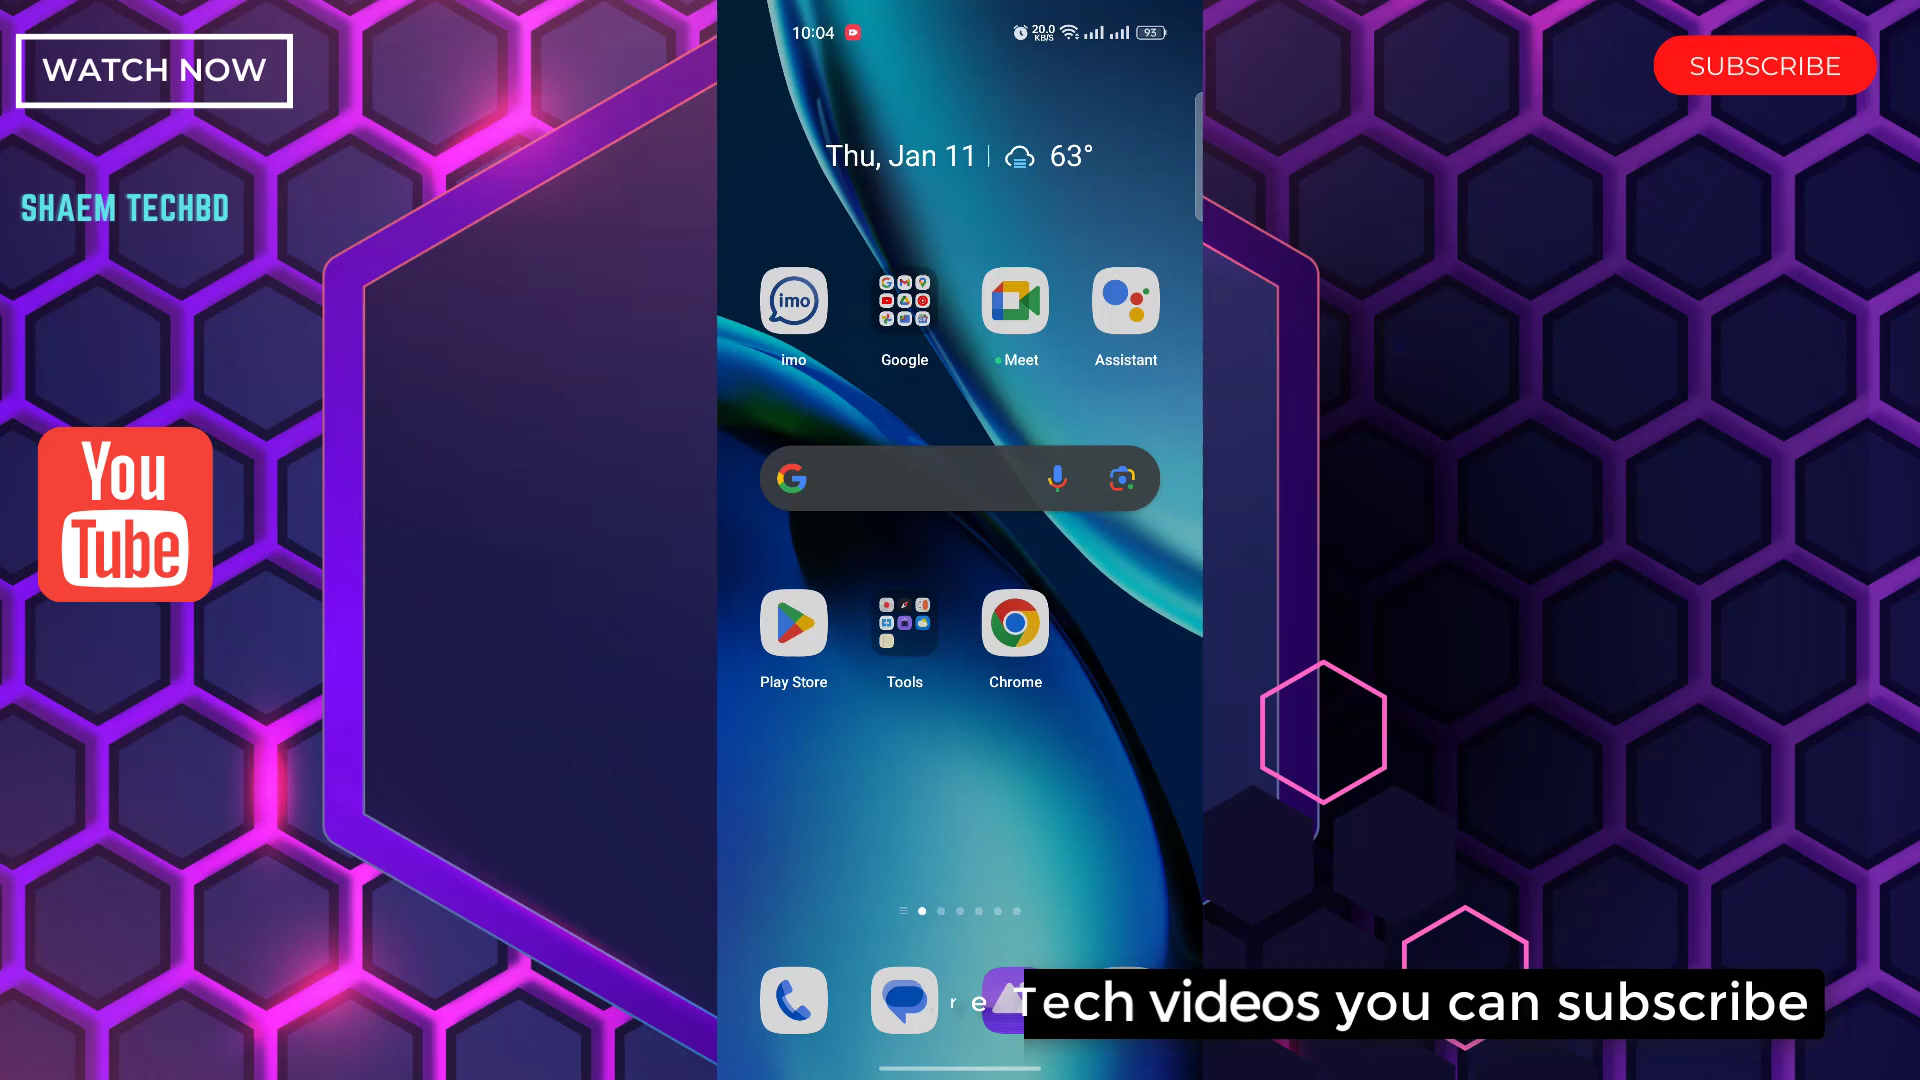 WATCH NOW
SUBSCRIBE
SHAEM TECHBD
You
Tube
10:04
20.0
KB/S
93
Thu, Jan 11
63°
imo
imo
Google
Meet
Assistant
Play Store
Tools
Chrome
r e Tech videos you can subscribe